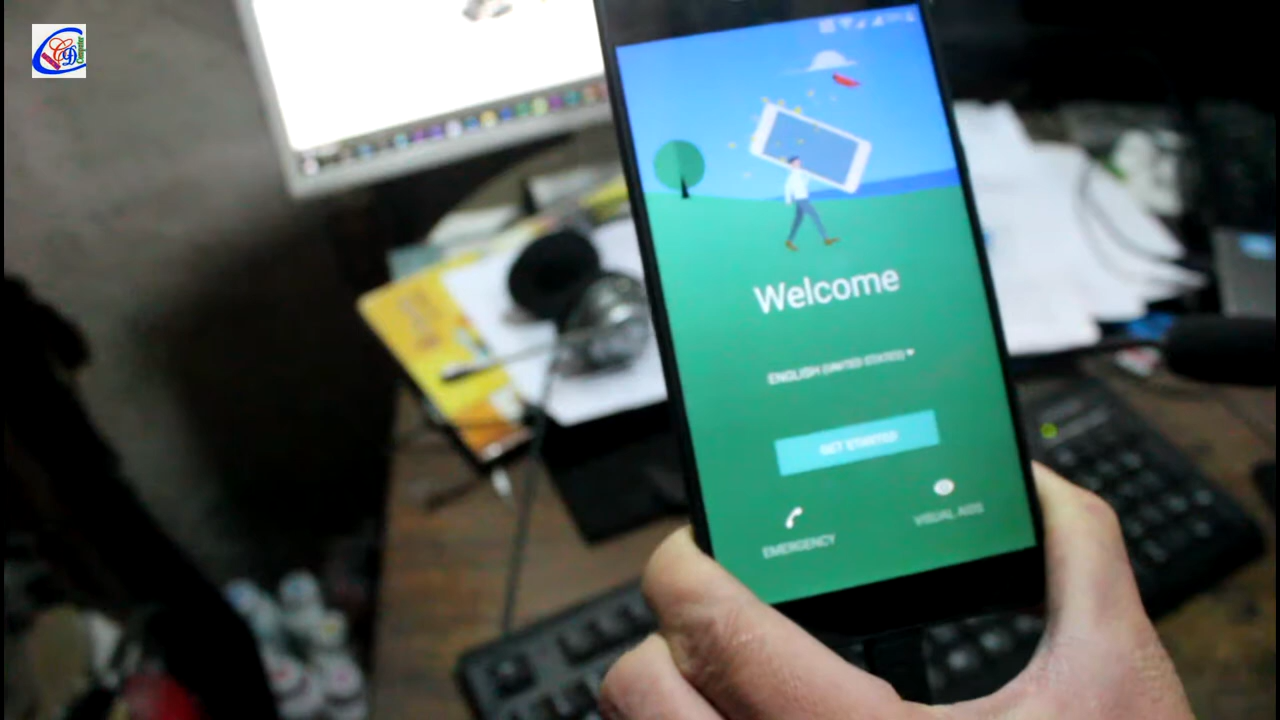 Welcome
ENGLISH (UNITED STATES)
GET STARTED
EMERGENCY
VISUAL AIDS